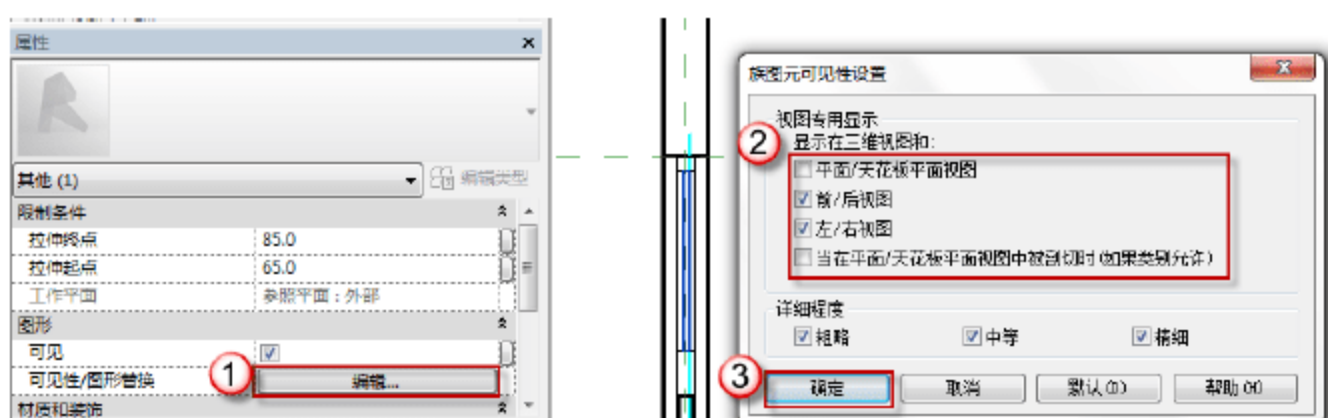 属性
其他 (1)
编辑类型
限制条件
拉伸终点 85.0
拉伸起点 65.0
工作平面 参照平面：外部
图形
可见
可见性/图形替换 1 编辑...
材质和装饰
族图元可见性设置
视图专用显示
2 显示在三维视图和:
平面/天花板平面视图
前/后视图
左/右视图
当在平面/天花板平面视图中被剖切时(如果类别允许)
详细程度
粗略 中等 精细
3 确定 取消 默认(D) 帮助(H)